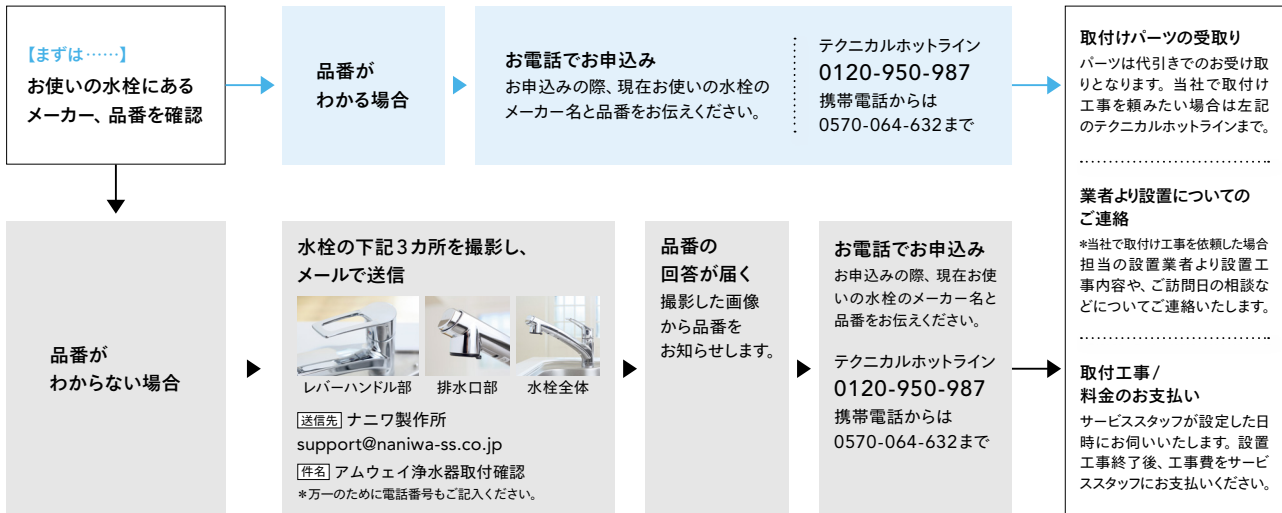 【まずは……】
お使いの水栓にある
メーカー、品番を確認
品番が
わかる場合
お電話でお申込み
お申込みの際、現在お使いの水栓の
メーカー名と品番をお伝えください。
テクニカルホットライン
0120-950-987
携帯電話からは
0570-064-632まで
品番が
わからない場合
水栓の下記3カ所を撮影し、
メールで送信
レバーハンドル部
排水口部
水栓全体
送信先 ナニワ製作所
support@naniwa-ss.co.jp
件名 アムウェイ浄水器取付確認
*万一のために電話番号もご記入ください。
品番の
回答が届く
撮影した画像
から品番を
お知らせします。
お電話でお申込み
お申込みの際、現在お使
いの水栓のメーカー名と
品番をお伝えください。
テクニカルホットライン
0120-950-987
携帯電話からは
0570-064-632まで
取付けパーツの受取り
パーツは代引きでのお受け取
りとなります。当社で取付け
工事を頼みたい場合は左記
のテクニカルホットラインまで。
業者より設置についての
ご連絡
*当社で取付け工事を依頼した場合
担当の設置業者より設置工
事内容や、ご訪問日の相談な
どについてご連絡いたします。
取付工事/
料金のお支払い
サービススタッフが設定した日
時にお伺いいたします。設置
工事終了後、工事費をサービ
ススタッフにお支払いください。